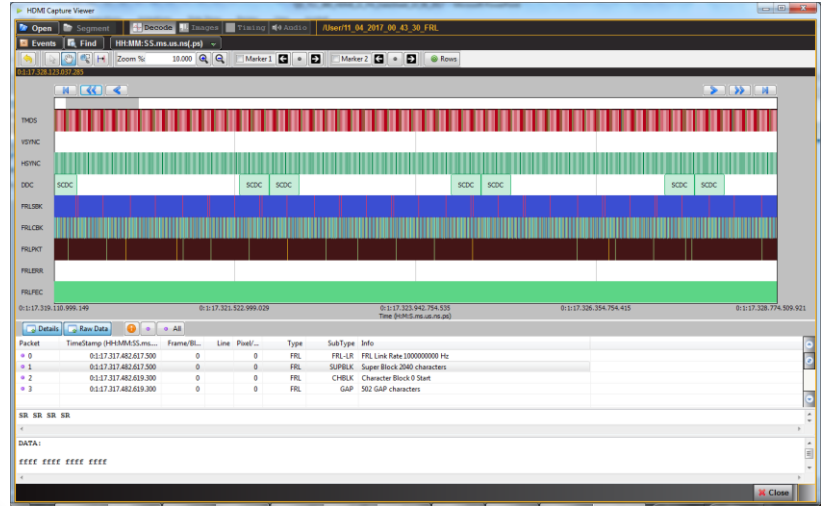 HDMI Capture Viewer
Open Segment Decode Images Timing Audio /User/11_04_2017_00_43_30_FRL
Events Find HH:MM:SS.ms.us.ns(.ps)
Zoom %: 10.000 Marker 1 Marker 2 Rows
0:1:17.328.123.037.285
TMDS
VSYNC
HSYNC
DDC SCDC SCDC SCDC SCDC SCDC SCDC SCDC
FRLSBK
FRLCBK
FRLPKT
FRLERR
FRLFEC
0:1:17.319.110.999.149 0:1:17.321.522.999.029 0:1:17.323.942.754.535 0:1:17.326.354.754.415 0:1:17.328.774.509.921
Time (H:M:S.ms.us.ns.ps)
Details Raw Data All
Packet TimeStamp (HH:MM:SS.ms.... Frame/Bl... Line Pixel/... Type SubType Info
0 0:1:17.317.482.617.500 0 0 FRL FRL-LR FRL Link Rate 1000000000 Hz
1 0:1:17.317.482.617.500 0 0 FRL SUPBLK Super Block 2040 characters
2 0:1:17.317.482.619.300 0 0 FRL CHBLK Character Block 0 Start
3 0:1:17.317.482.619.300 0 0 FRL GAP 502 GAP characters
SR SR SR SR
DATA:
ffff ffff ffff ffff
Close